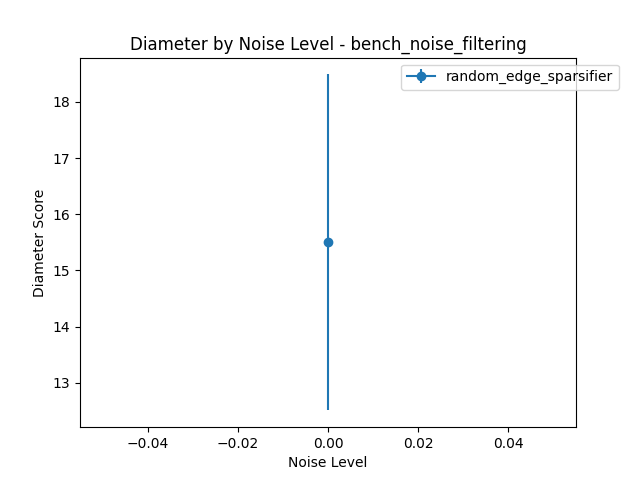 Diameter by Noise Level - bench_noise_filtering
random_edge_sparsifier
18
17
16
15
14
13
Diameter Score
−0.04
−0.02
0.00
0.02
0.04
Noise Level